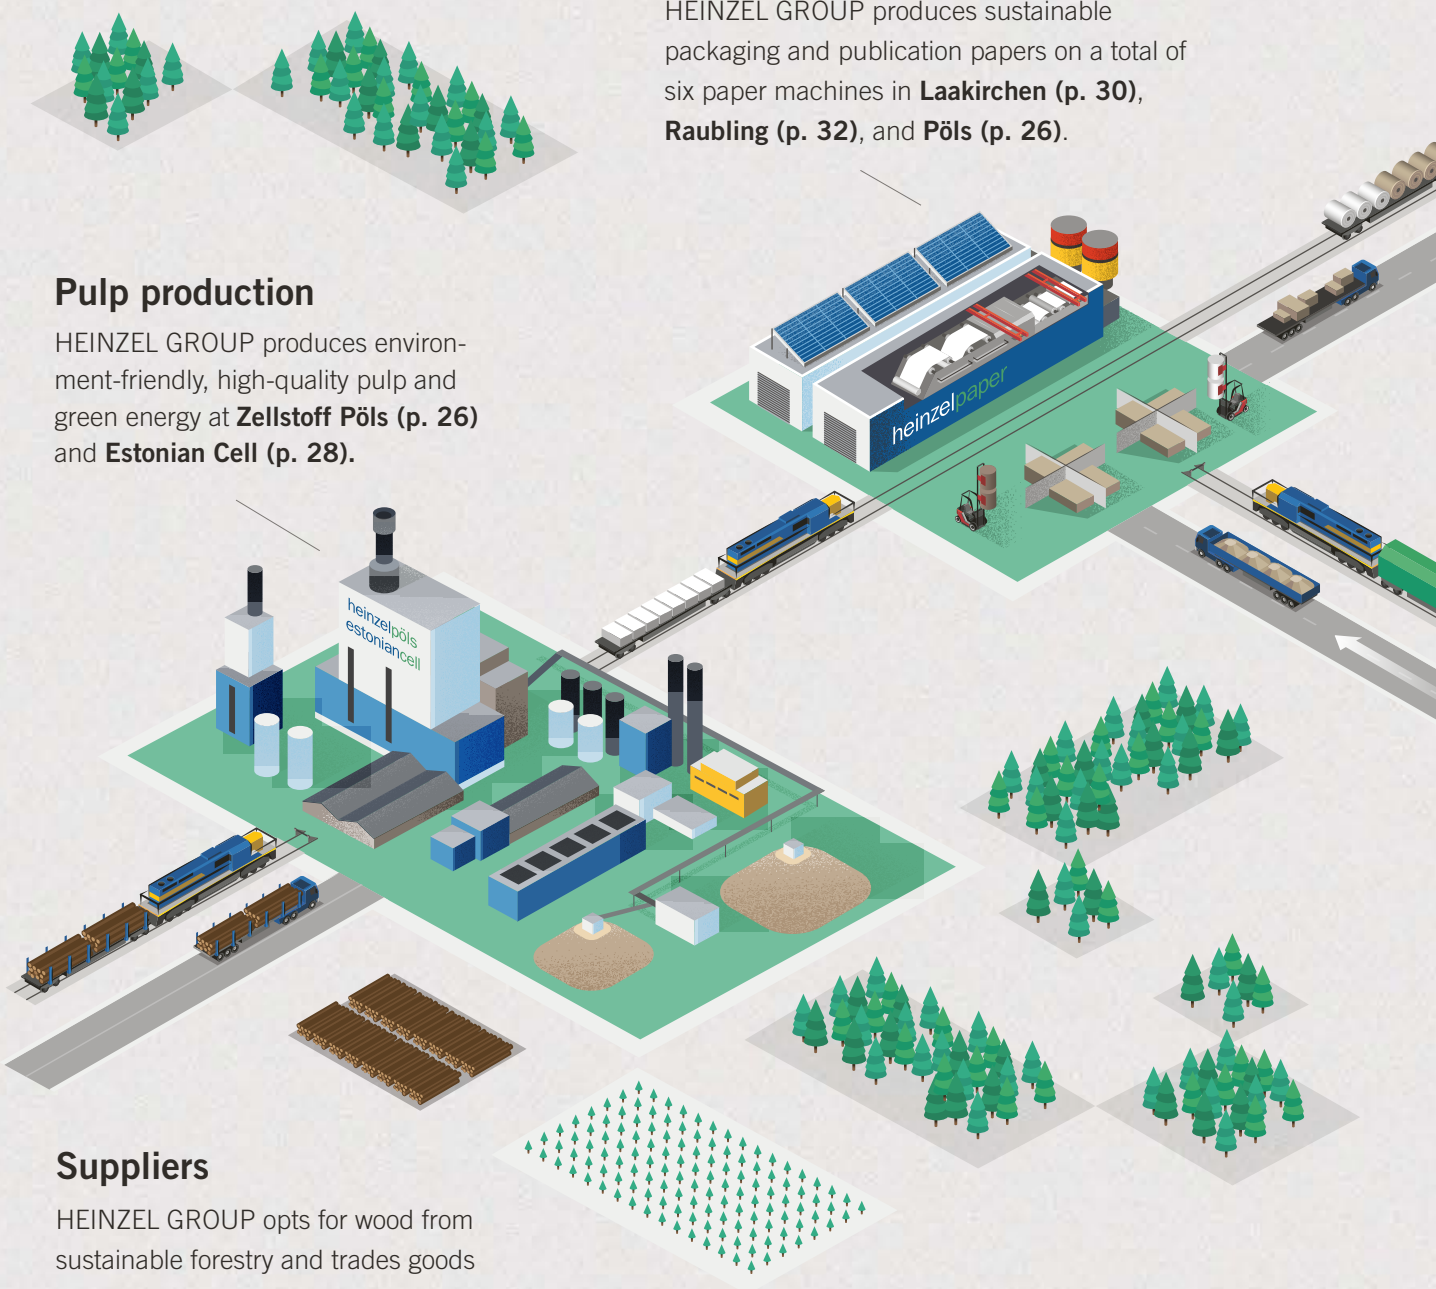 HEINZEL GROUP produces sustainable
packaging and publication papers on a total of
six paper machines in Laakirchen (p. 30),
Raubling (p. 32), and Pöls (p. 26).
Pulp production
HEINZEL GROUP produces environ-
ment-friendly, high-quality pulp and
green energy at Zellstoff Pöls (p. 26)
and Estonian Cell (p. 28).
heinzelpaper
heinzelpöls
estoniancell
Suppliers
HEINZEL GROUP opts for wood from
sustainable forestry and trades goods